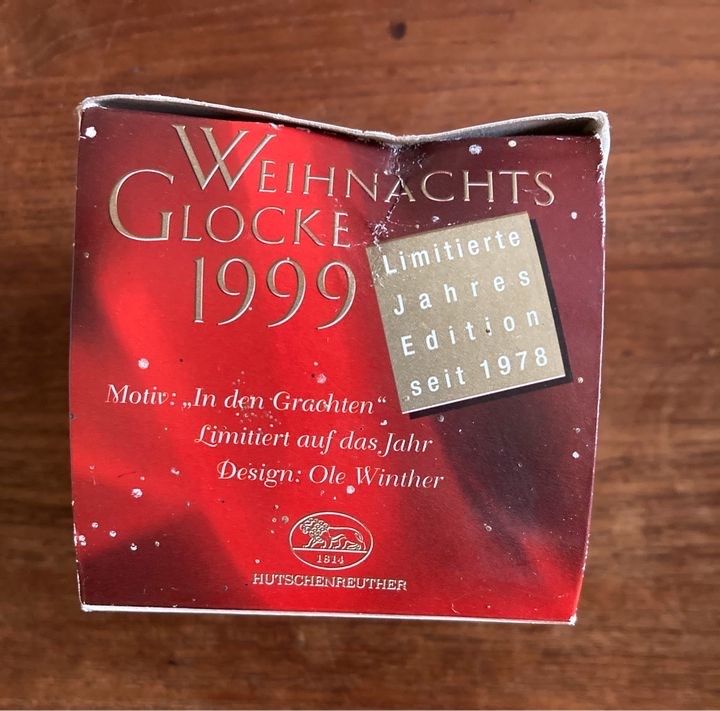 WEIHNACHTS
GLOCKE
1999
Limitierte
Jahres
Edition
seit 1978
Motiv: „In den Grachten“
Limitiert auf das Jahr
Design: Ole Winther
1814
HUTSCHENREUTHER